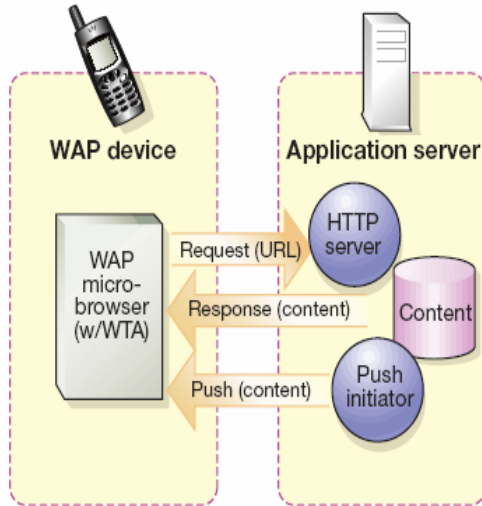 WAP device
Application server
WAP
micro-
browser
(w/WTA)
Request (URL)
HTTP
server
Response (content)
Content
Push (content)
Push
initiator